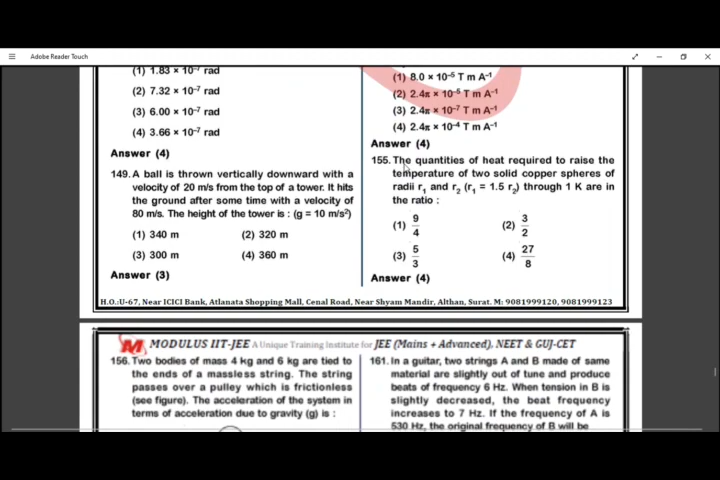 Adobe Reader Touch
(1) 1.83 × 10⁻⁷ rad
(2) 7.32 × 10⁻⁷ rad
(3) 6.00 × 10⁻⁷ rad
(4) 3.66 × 10⁻⁷ rad
Answer (4)
149. A ball is thrown vertically downward with a
velocity of 20 m/s from the top of a tower. It hits
the ground after some time with a velocity of
80 m/s. The height of the tower is : (g = 10 m/s²)
(1) 340 m (2) 320 m
(3) 300 m (4) 360 m
Answer (3)
(1) 8.0 × 10⁻⁵ T m A⁻¹
(2) 2.4π × 10⁻⁵ T m A⁻¹
(3) 2.4π × 10⁻⁷ T m A⁻¹
(4) 2.4π × 10⁻⁴ T m A⁻¹
Answer (4)
155. The quantities of heat required to raise the
temperature of two solid copper spheres of
radii r₁ and r₂ (r₁ = 1.5 r₂) through 1 K are in
the ratio :
(1) 9/4 (2) 3/2
(3) 5/3 (4) 27/8
Answer (4)
H.O.:U-67, Near ICICI Bank, Atlanata Shopping Mall, Cenal Road, Near Shyam Mandir, Althan, Surat. M: 9081999120, 9081999123
M MODULUS IIT-JEE A Unique Training Institute for JEE (Mains + Advanced), NEET & GUJ-CET
156. Two bodies of mass 4 kg and 6 kg are tied to
the ends of a massless string. The string
passes over a pulley which is frictionless
(see figure). The acceleration of the system in
terms of acceleration due to gravity (g) is :
161. In a guitar, two strings A and B made of same
material are slightly out of tune and produce
beats of frequency 6 Hz. When tension in B is
slightly decreased, the beat frequency
increases to 7 Hz. If the frequency of A is
530 Hz, the original frequency of B will be